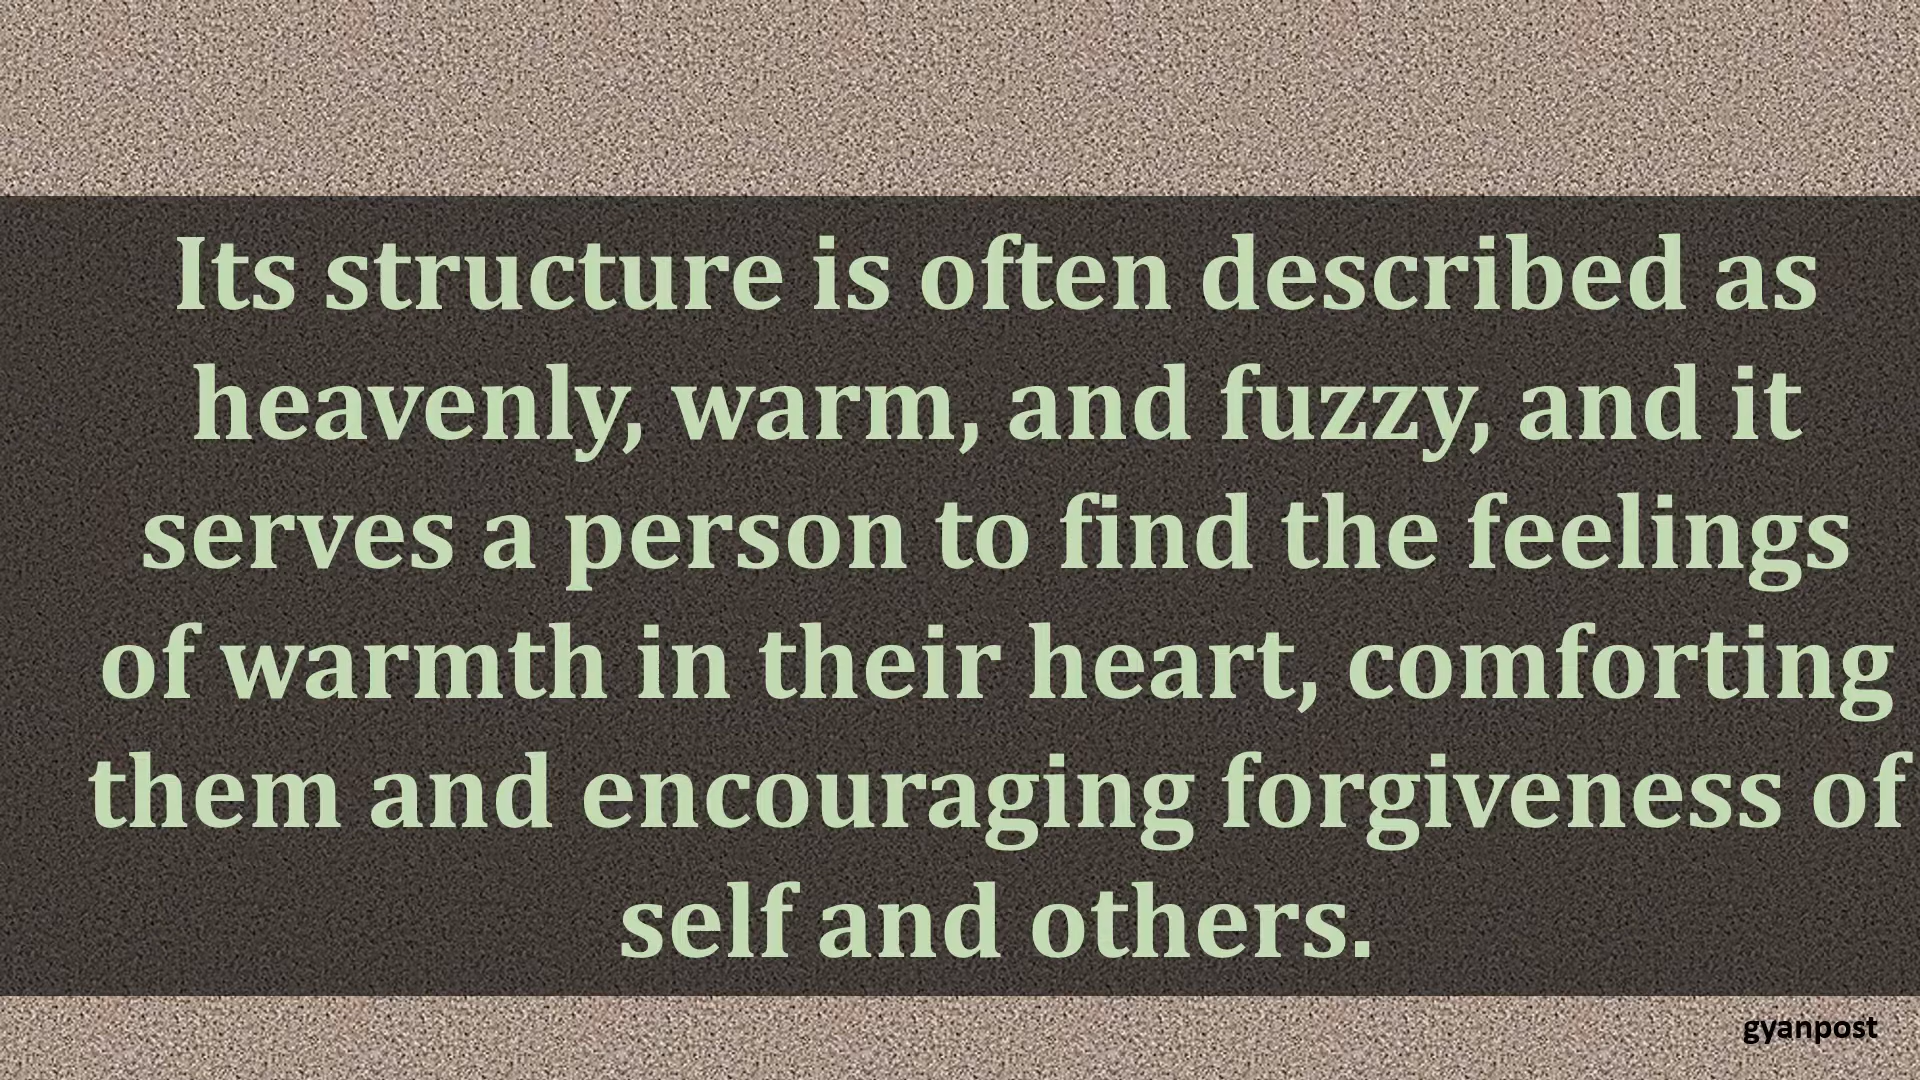 Its structure is often described as
heavenly, warm, and fuzzy, and it
serves a person to find the feelings
of warmth in their heart, comforting
them and encouraging forgiveness of
self and others.
gyanpost